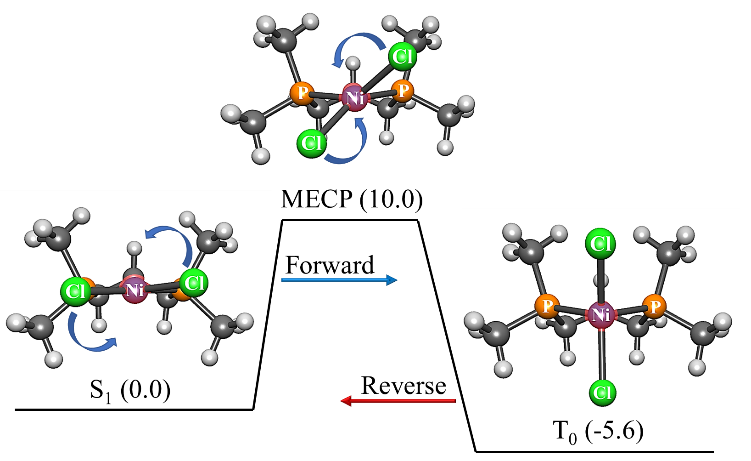 Cl
P Ni P
Cl
MECP (10.0)
Cl Ni Cl
Forward
Cl
P Ni P
Cl
Reverse
S₁ (0.0)
T₀ (-5.6)